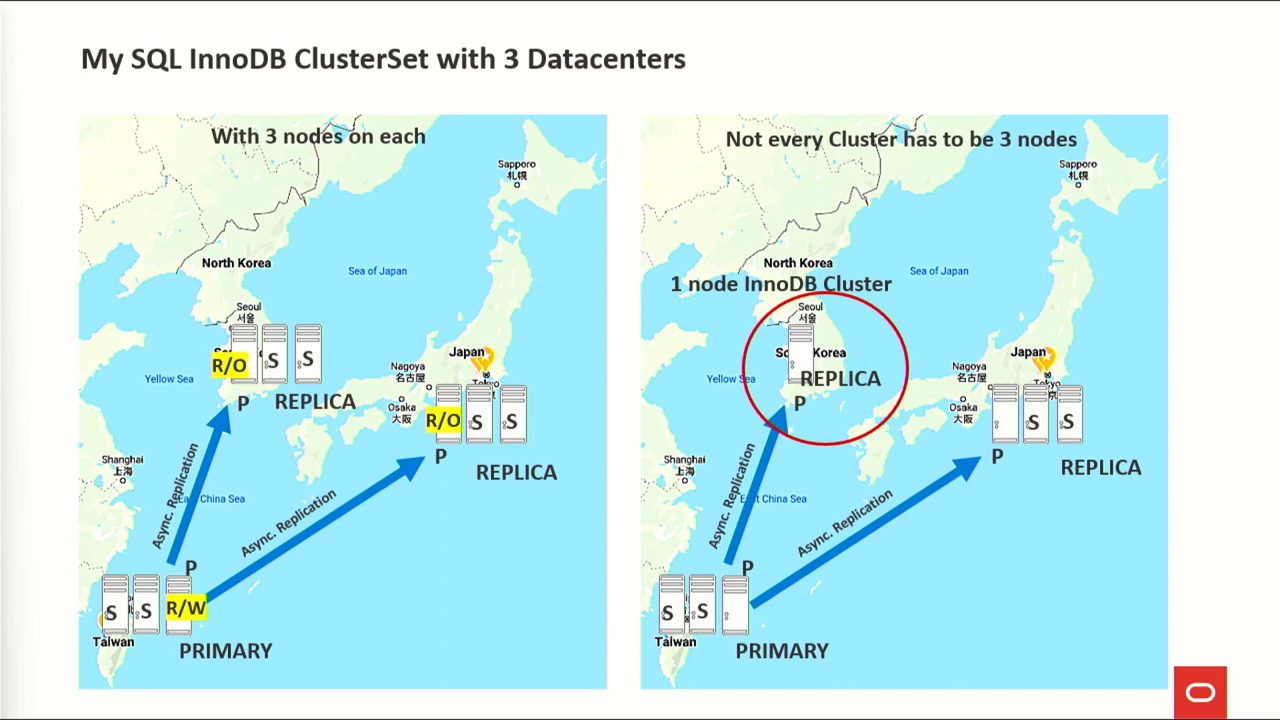 My SQL InnoDB ClusterSet with 3 Datacenters
With 3 nodes on each
Sapporo
札幌
North Korea
Sea of Japan
Seoul
서울
R/O
S
S
Japan
Nagoya
名古屋
Yellow Sea
P
REPLICA
Osaka
大阪
R/O
S
S
P
REPLICA
Shanghai
上海
East China Sea
Async. Replication
Async. Replication
P
S
S
R/W
Taiwan
PRIMARY
Not every Cluster has to be 3 nodes
Sapporo
札幌
North Korea
Sea of Japan
1 node InnoDB Cluster
Seoul
서울
Korea
Japan
Nagoya
名古屋
Yellow Sea
REPLICA
P
Tokyo
Osaka
大阪
S
S
P
REPLICA
Shanghai
上海
East China Sea
Async. Replication
Async. Replication
P
S
S
Taiwan
PRIMARY